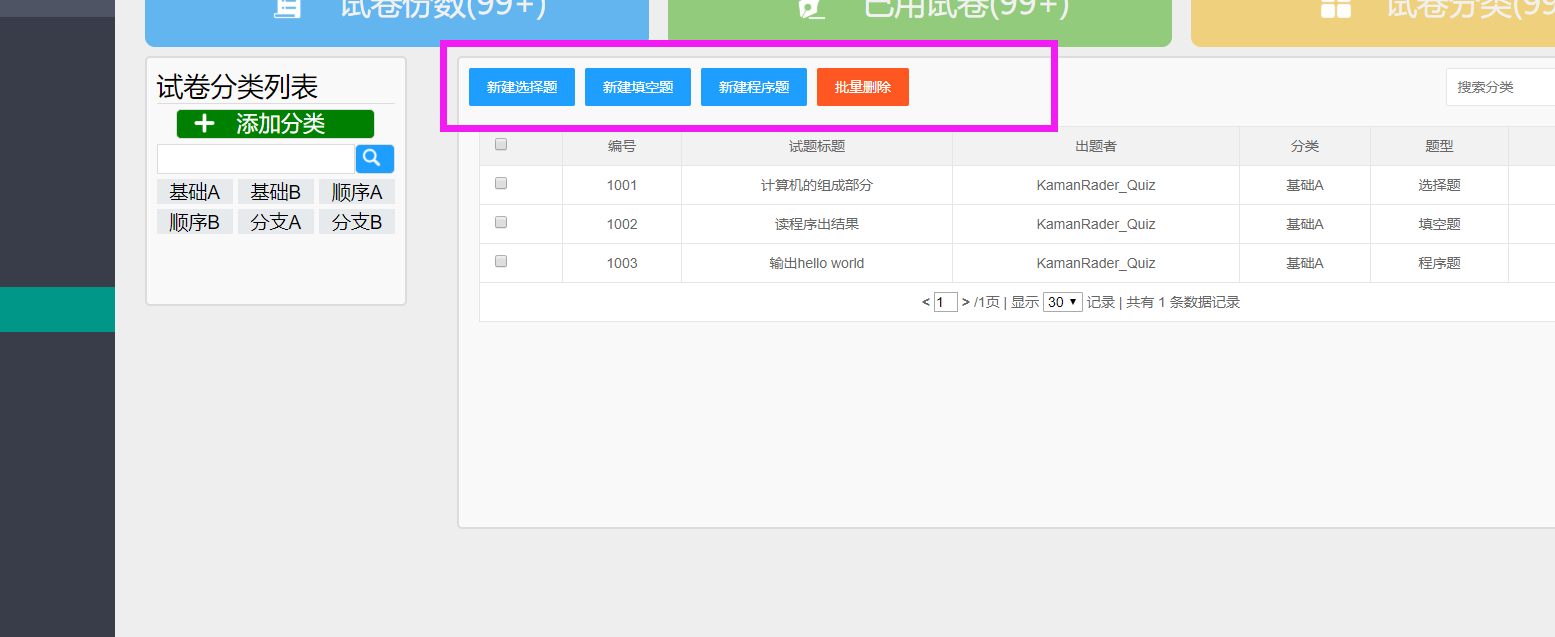 试卷份数(99+)
已用试卷(99+)
试卷分类(99
试卷分类列表
添加分类
基础A 基础B 顺序A
顺序B 分支A 分支B
新建选择题 新建填空题 新建程序题 批量删除 搜索分类
编号 试题标题 出题者 分类 题型
1001 计算机的组成部分 KamanRader_Quiz 基础A 选择题
1002 读程序出结果 KamanRader_Quiz 基础A 填空题
1003 输出hello world KamanRader_Quiz 基础A 程序题
< 1 > /1页 | 显示 30 记录 | 共有 1 条数据记录